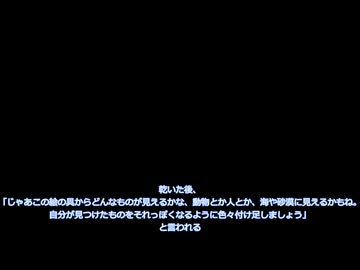 乾いた後、
「じゃあこの絵の具からどんなものが見えるかな、動物とか人とか、海や砂漠に見えるかもね。
自分が見つけたものをそれっぽくなるように色々付け足しましょう」
と言われる